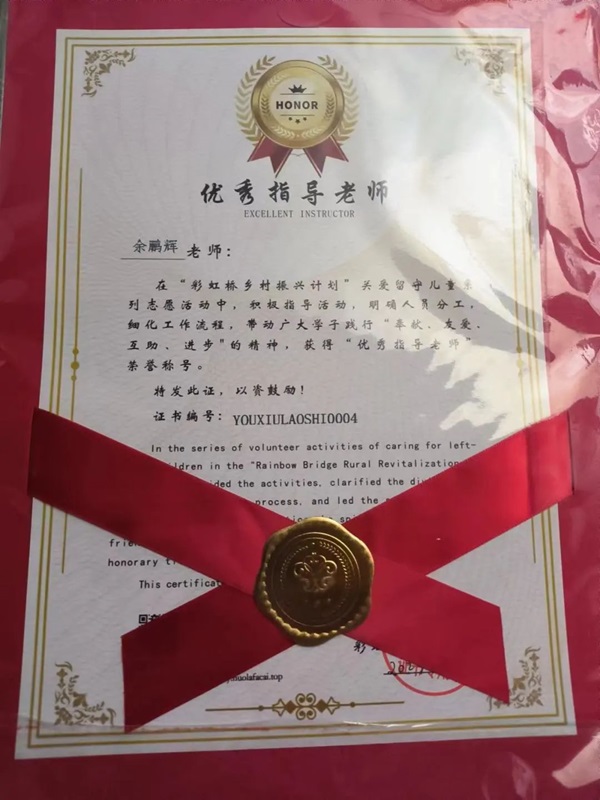 HONOR
优秀指导老师
EXCELLENT INSTRUCTOR
余鹏辉 老师：
在“彩虹桥乡村振兴计划”关爱留守儿童系
列志愿活动中，积极指导活动，明确人员分工，
细化工作流程，带动广大学子践行“奉献、友爱、
互助、进步”的精神，获得“优秀指导老师”
荣誉称号。
特发此证，以资鼓励！
证书编号：YOUXIULAOSHI0004
In the series of volunteer activities of caring for left-
children in the "Rainbow Bridge Rural Revitalization
the activities, clarified the
process, and led the
honorary
This